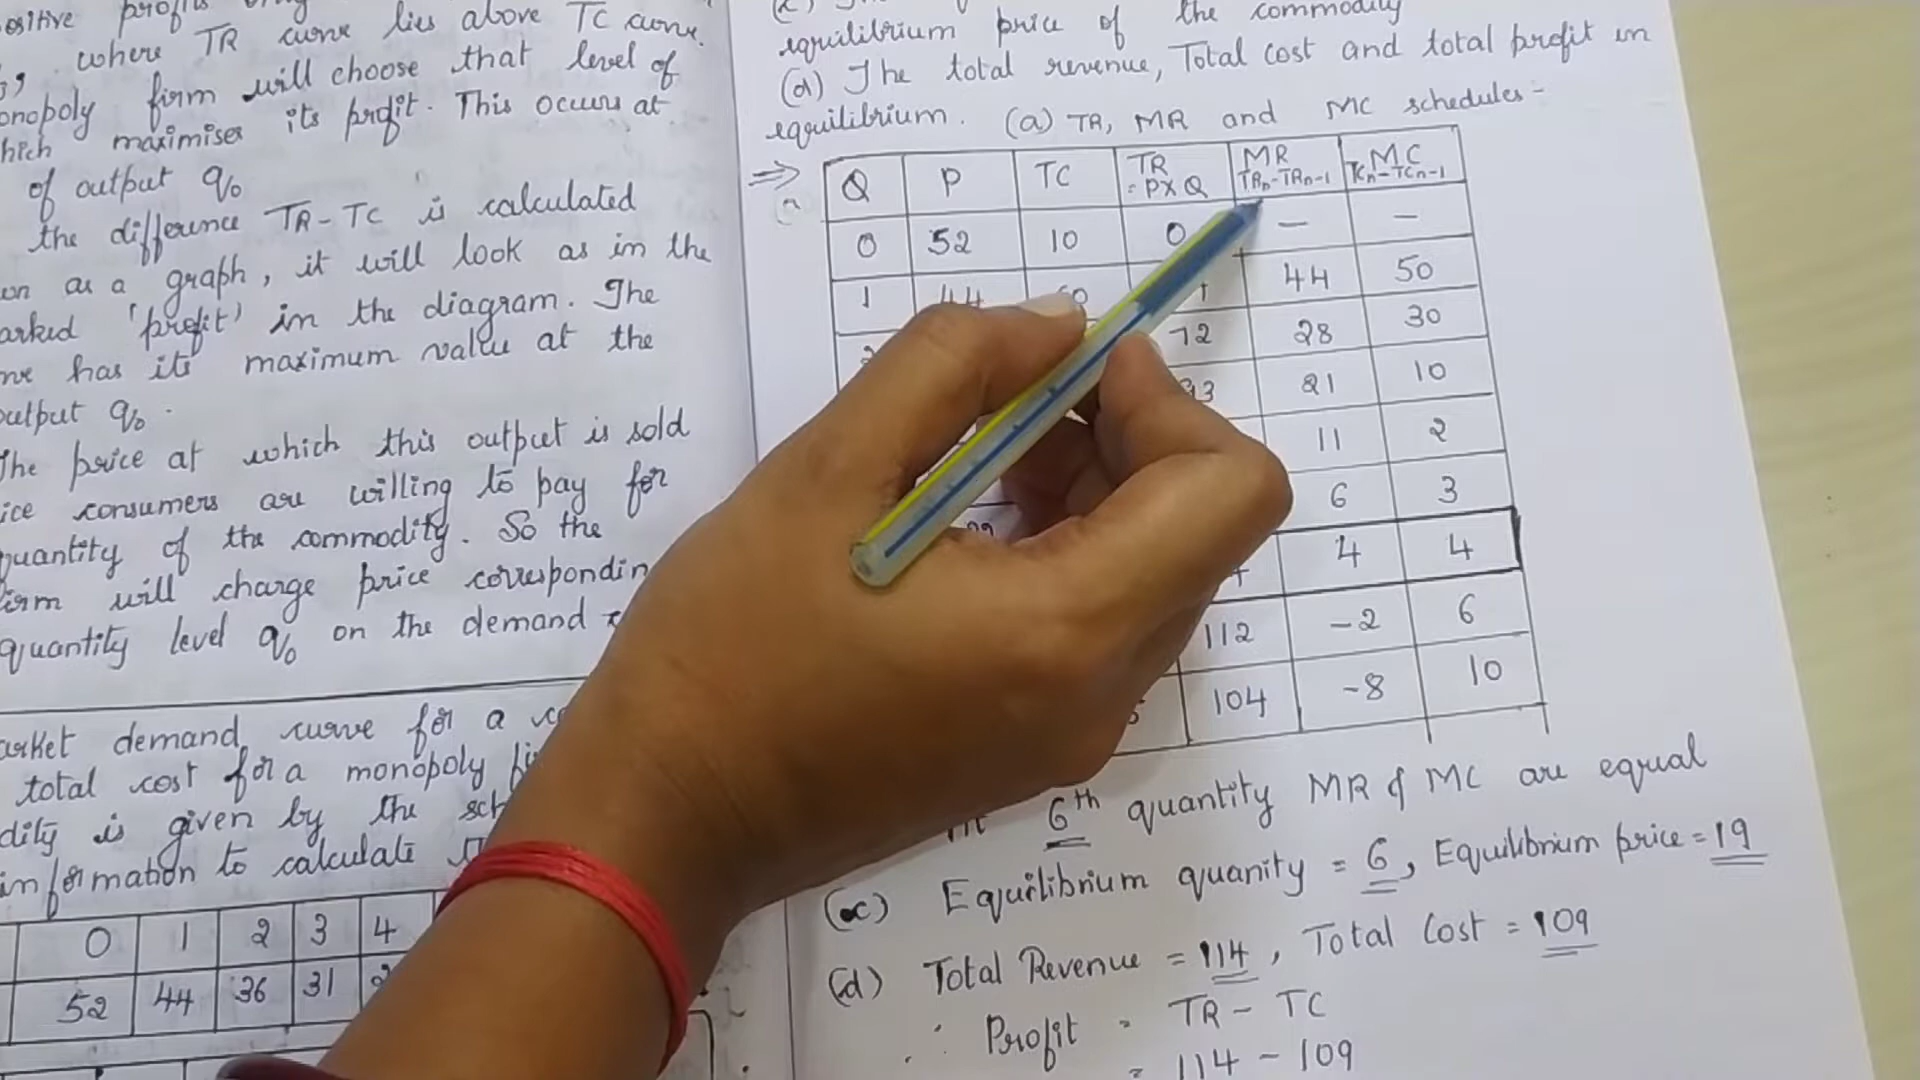 ositive profits
where TR curve lies above TC curve.
onopoly firm will choose that level of
hich maximises its profit. This occurs at
of output q₀
the difference TR - TC is calculated
on as a graph, it will look as in the
arked 'profit' in the diagram. The
has its maximum value at the
output q₀.
The price at which this output is sold
ice consumers are willing to pay for
quantity of the commodity. So the
firm will charge price correspondin
quantity level q₀ on the demand
arket demand curve for a
total cost for a monopoly
dity is given by the
information to calculate
0 1 2 3 4
52 44 36 31
equilibrium price of the commodity
(d) The total revenue, Total cost and total profit in
equilibrium. (a) TR, MR and MC schedules -
Q P TC TR = P×Q MR TRn-TRn-1 MC TCn-TCn-1
0 52 10 0 — —
1 44 44 50
72 28 30
21 10
11 2
6 3
4 4
112 -2 6
104 -8 10
6th quantity MR & MC are equal
(c) Equilibrium quanity = 6, Equilibrium price = 19
(d) Total Revenue = 114, Total Cost = 109
∴ Profit = TR - TC
= 114 - 109